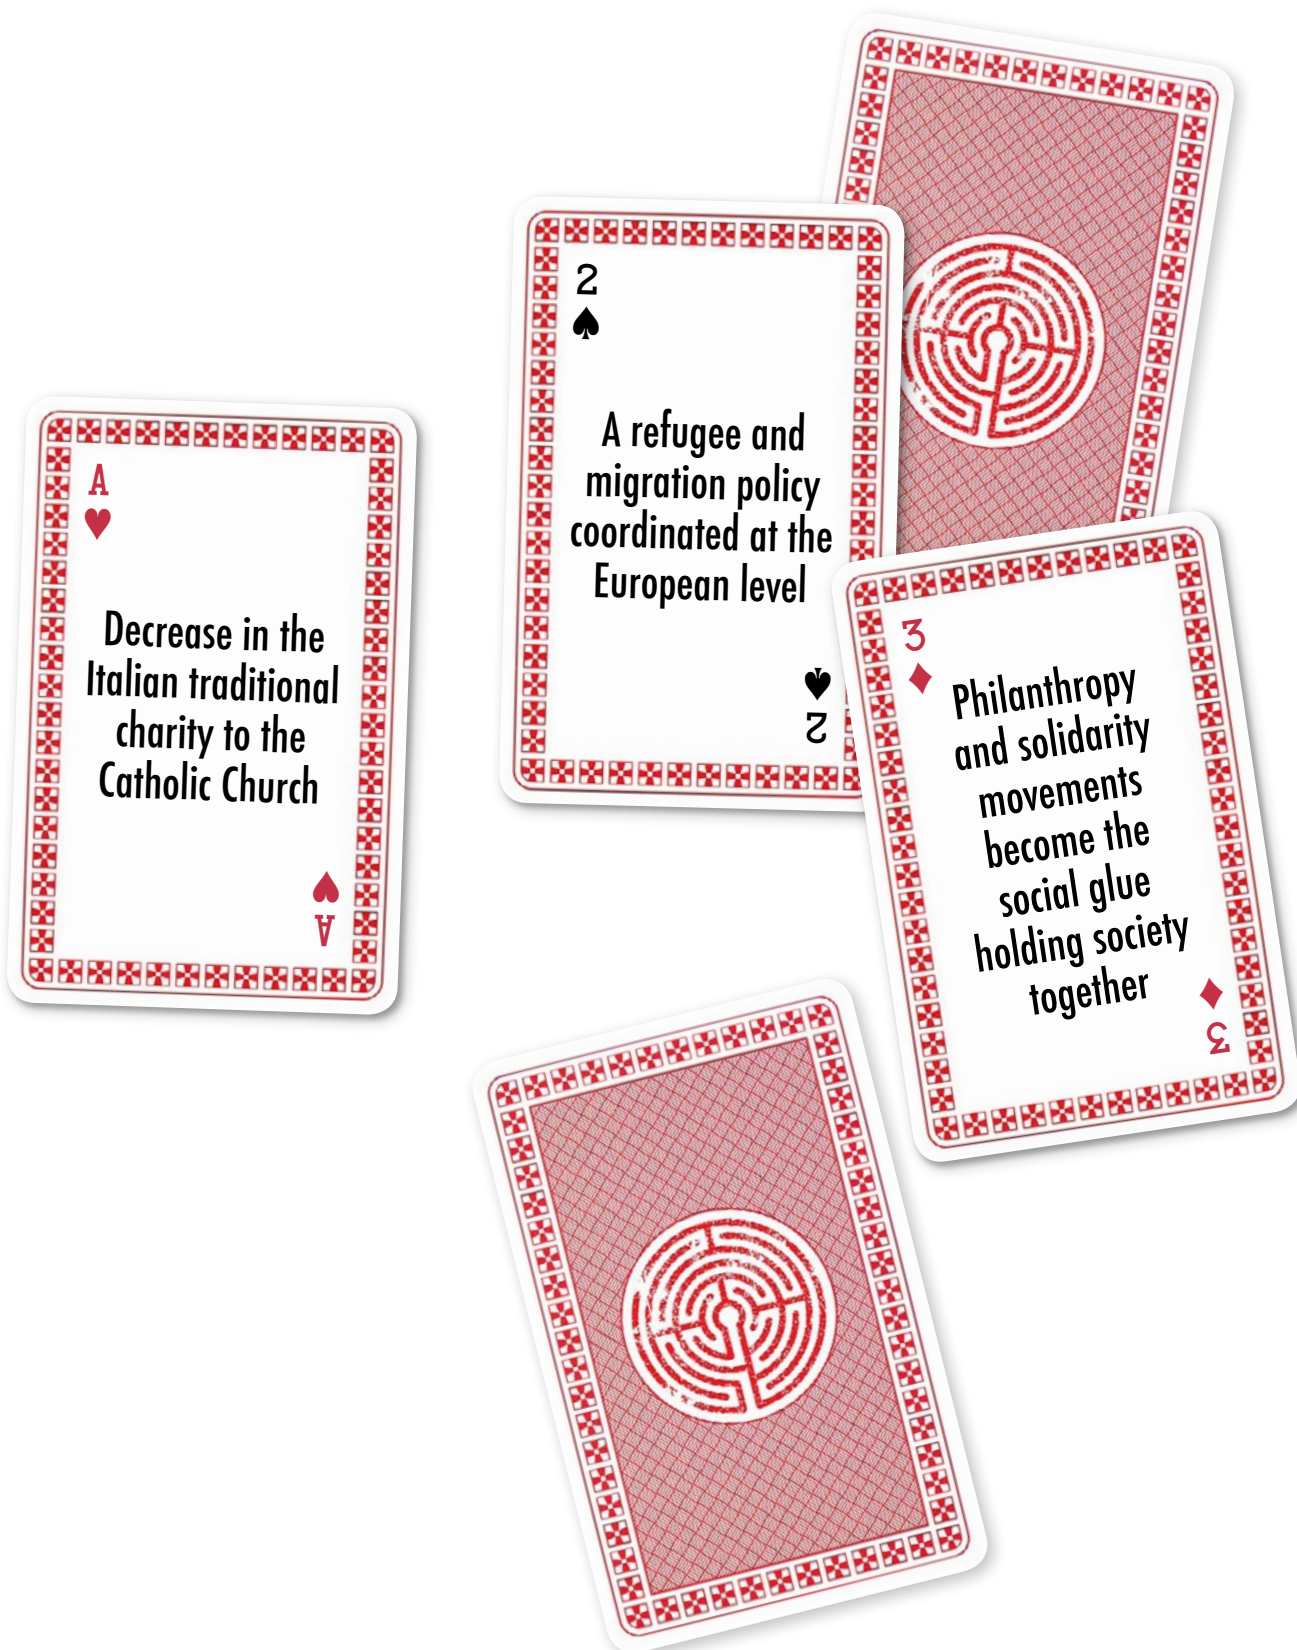 A
Decrease in the
Italian traditional
charity to the
Catholic Church
A
2
A refugee and
migration policy
coordinated at the
European level
2
3
Philanthropy
and solidarity
movements
become the
social glue
holding society
together
3